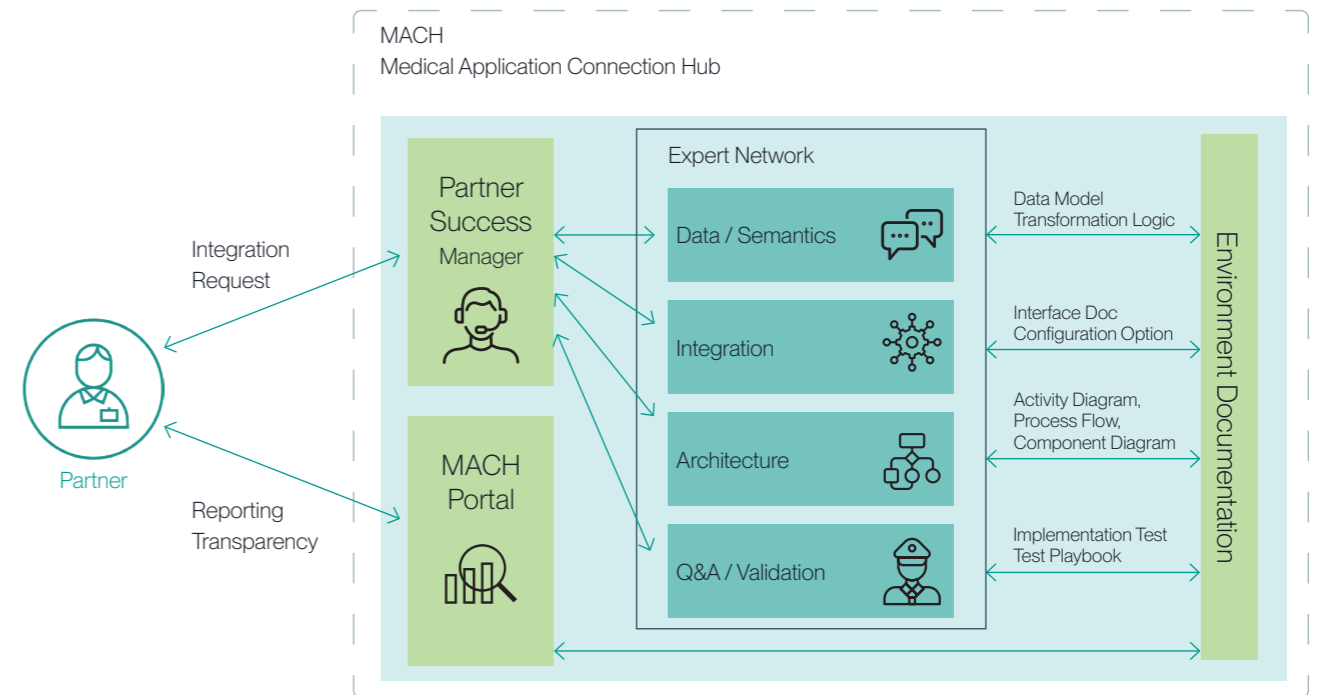 MACH
Medical Application Connection Hub
Partner
Success
Manager
Expert Network
Data / Semantics
Data Model
Transformation Logic
Integration
Request
Integration
Interface Doc
Configuration Option
Environment Documentation
Partner
MACH
Portal
Architecture
Activity Diagram,
Process Flow,
Component Diagram
Reporting
Transparency
Q&A / Validation
Implementation Test
Test Playbook